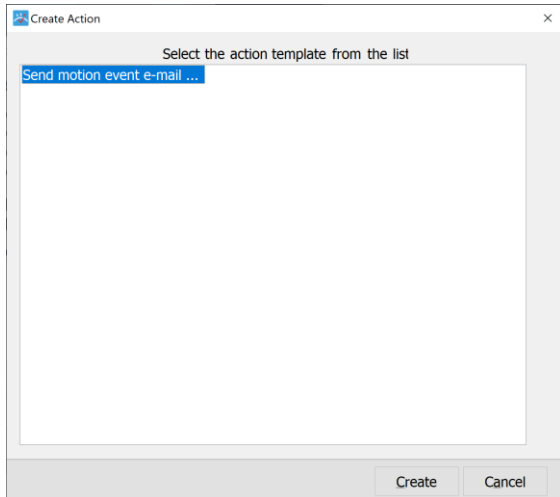 Create Action
Select the action template from the list
Send motion event e-mail ...
Create
Cancel